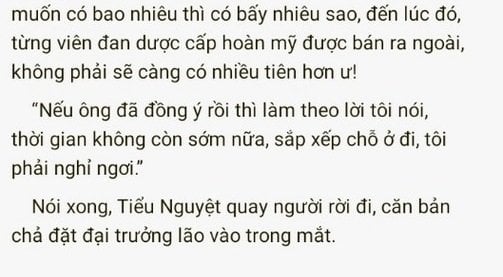 muốn có bao nhiêu thì có bấy nhiêu sao, đến lúc đó,
từng viên đan dược cấp hoàn mỹ được bán ra ngoài,
không phải sẽ càng có nhiều tiên hơn ư!
“Nếu ông đã đồng ý rồi thì làm theo lời tôi nói,
thời gian không còn sớm nữa, sắp xếp chỗ ở đi, tôi
phải nghỉ ngơi.”
Nói xong, Tiểu Nguyệt quay người rời đi, căn bản
chả đặt đại trưởng lão vào trong mắt.